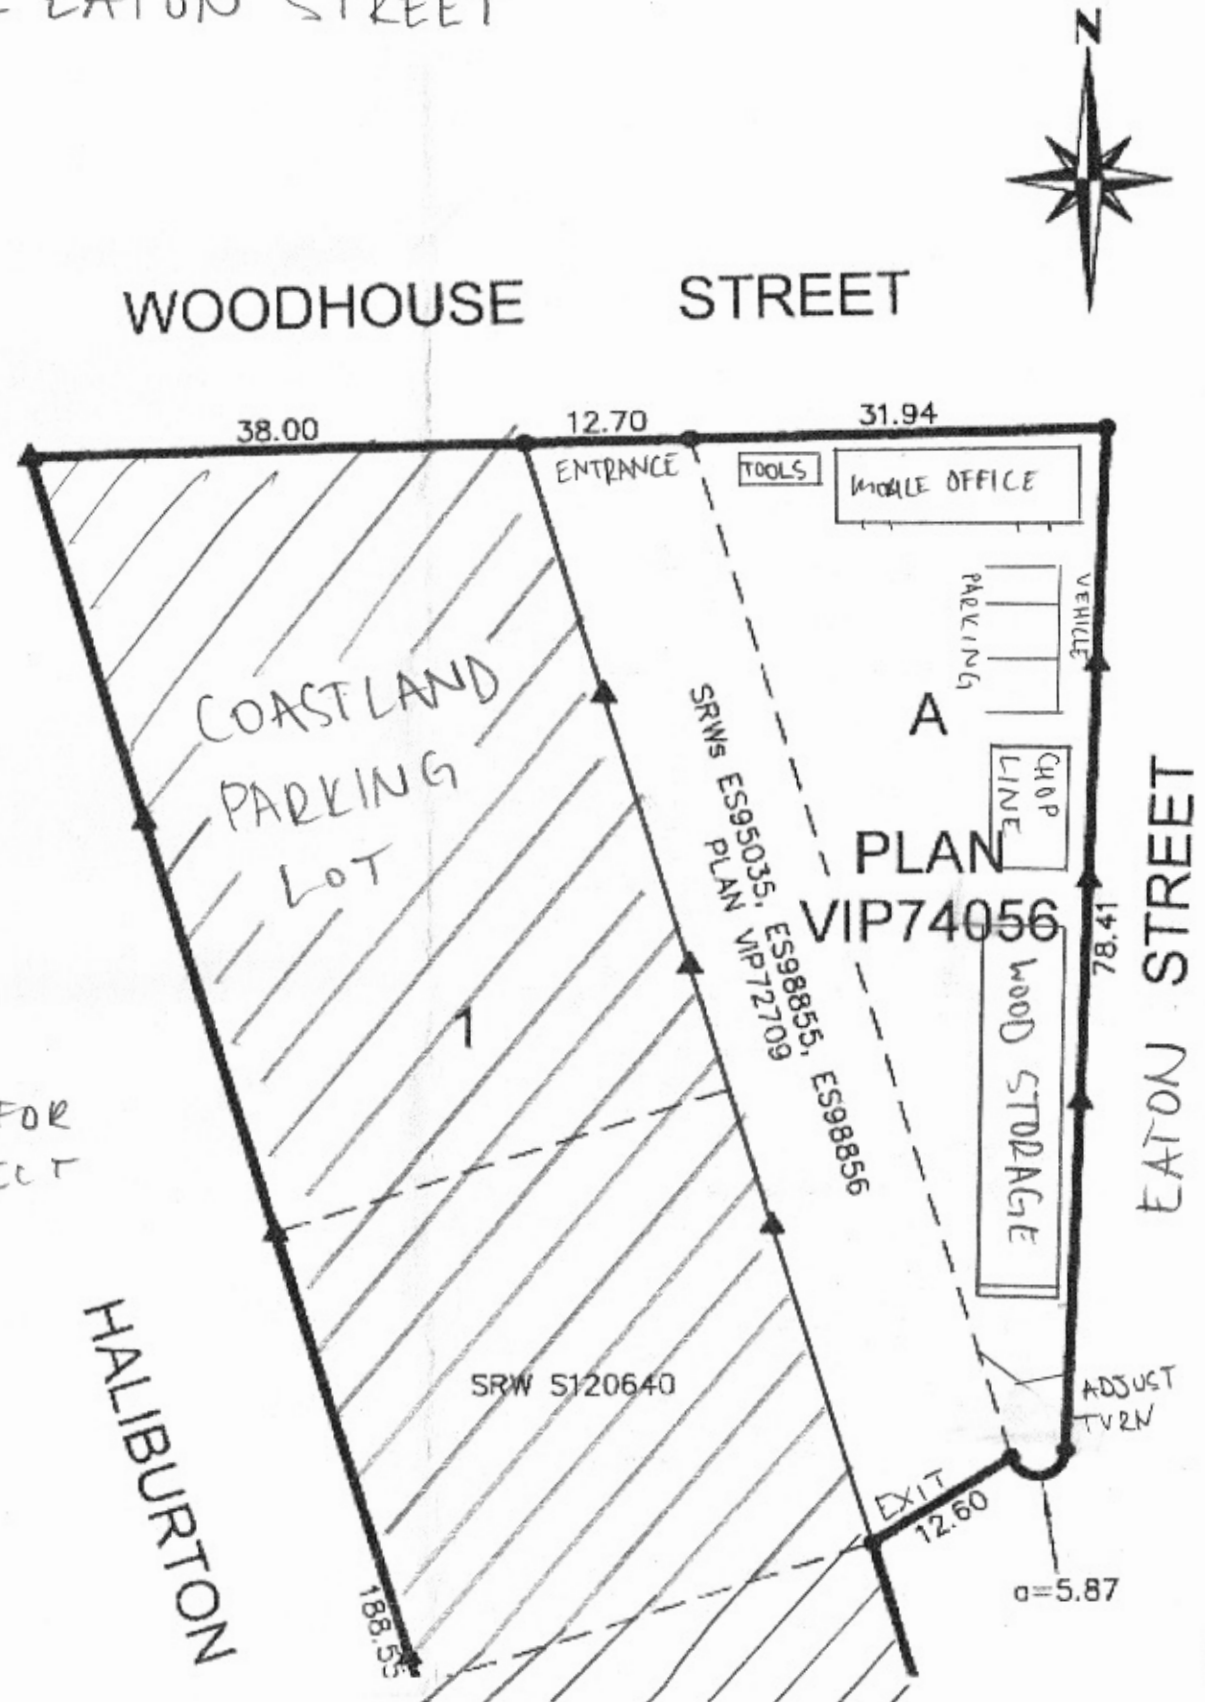 EATON STREET
N
WOODHOUSE STREET
38.00
12.70
31.94
ENTRANCE
TOOLS
MOBILE OFFICE
VEHICLE
PARKING
COASTLAND
PARKING
LOT
A
CHOP
LINE
PLAN
VIP74056
SRWs ES95035, ES98855, ES98856
PLAN VIP72709
78.41
EATON STREET
WOOD STORAGE
1
FOR
SRW S120640
HALIBURTON
188.55
ADJUST
TURN
EXIT
12.60
a=5.87